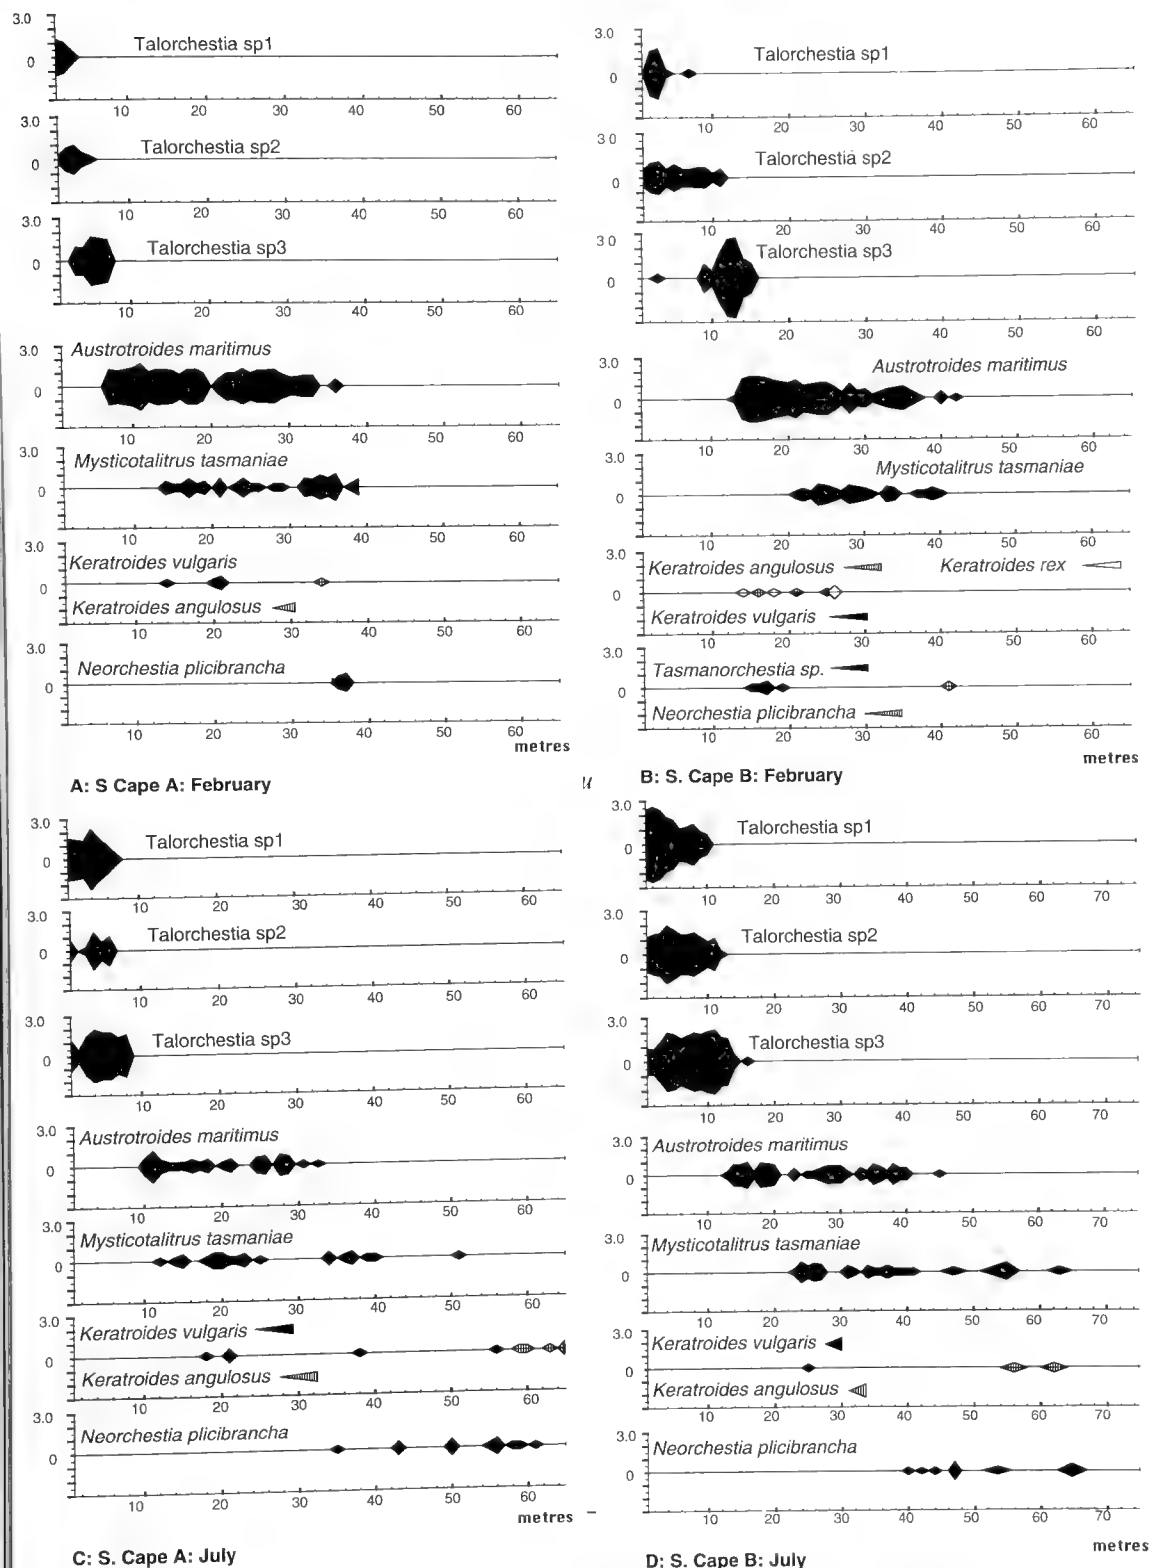 3.0
0
Talorchestia sp1
10 20 30 40 50 60
3.0
0
Talorchestia sp2
10 20 30 40 50 60
3.0
0
Talorchestia sp3
10 20 30 40 50 60
3.0
0
Austrotroides maritimus
10 20 30 40 50 60
3.0
0
Mysticotalitrus tasmaniae
10 20 30 40 50 60
3.0
0
Keratroides vulgaris
Keratroides angulosus
10 20 30 40 50 60
3.0
0
Neorchestia plicibrancha
10 20 30 40 50 60
metres
A: S Cape A: February
3.0
0
Talorchestia sp1
10 20 30 40 50 60
3 0
0
Talorchestia sp2
10 20 30 40 50 60
3 0
0
Talorchestia sp3
10 20 30 40 50 60
3.0
0
Austrotroides maritimus
10 20 30 40 50 60
3.0
0
Mysticotalitrus tasmaniae
10 20 30 40 50 60
3.0
0
Keratroides angulosus
Keratroides rex
Keratroides vulgaris
10 20 30 40 50 60
3.0
0
Tasmanorchestia sp.
Neorchestia plicibrancha
10 20 30 40 50 60
metres
B: S. Cape B: February
3.0
0
Talorchestia sp1
10 20 30 40 50 60
3.0
0
Talorchestia sp2
10 20 30 40 50 60
3.0
0
Talorchestia sp3
10 20 30 40 50 60
3.0
0
Austrotroides maritimus
10 20 30 40 50 60
3.0
0
Mysticotalitrus tasmaniae
10 20 30 40 50 60
3.0
0
Keratroides vulgaris
Keratroides angulosus
10 20 30 40 50 60
3.0
0
Neorchestia plicibrancha
10 20 30 40 50 60
metres
C: S. Cape A: July
3.0
0
Talorchestia sp1
10 20 30 40 50 60 70
3.0
0
Talorchestia sp2
10 20 30 40 50 60 70
3.0
0
Talorchestia sp3
10 20 30 40 50 60 70
3.0
0
Austrotroides maritimus
10 20 30 40 50 60 70
3.0
0
Mysticotalitrus tasmaniae
10 20 30 40 50 60 70
3.0
0
Keratroides vulgaris
Keratroides angulosus
10 20 30 40 50 60 70
3.0
0
Neorchestia plicibrancha
10 20 30 40 50 60 70
metres
D: S. Cape B: July